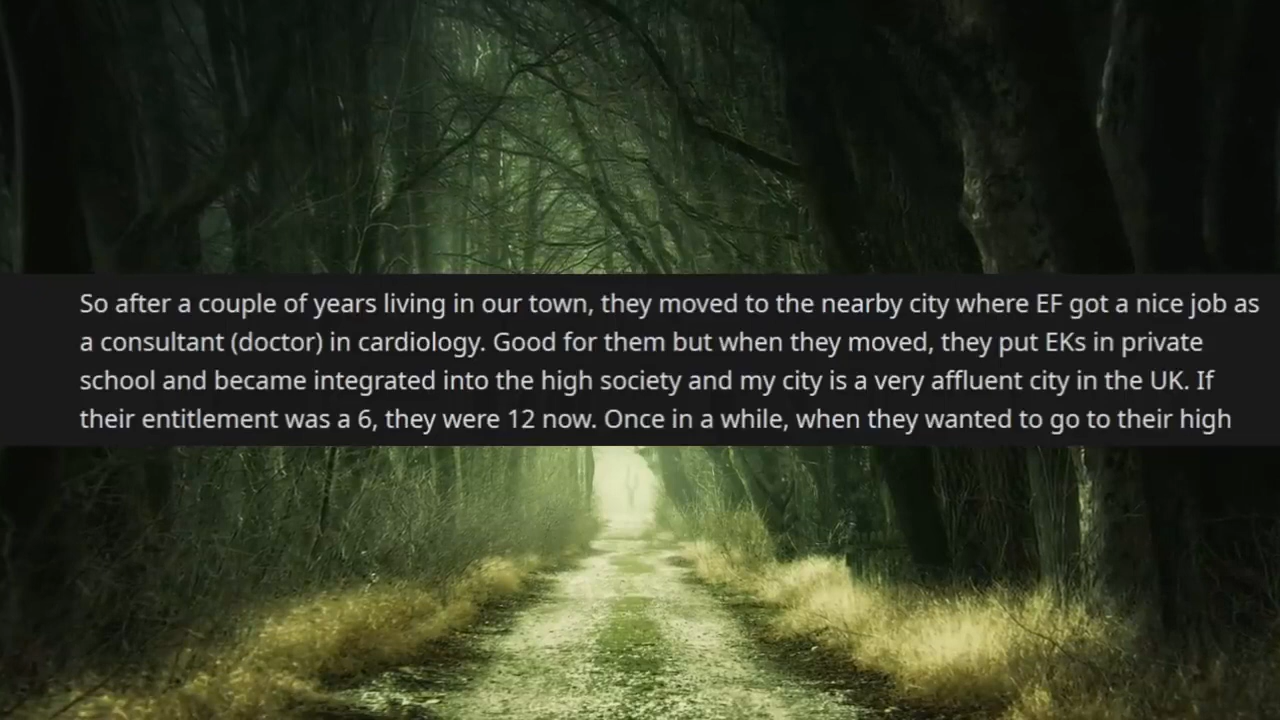 So after a couple of years living in our town, they moved to the nearby city where EF got a nice job as
a consultant (doctor) in cardiology. Good for them but when they moved, they put EKs in private
school and became integrated into the high society and my city is a very affluent city in the UK. If
their entitlement was a 6, they were 12 now. Once in a while, when they wanted to go to their high